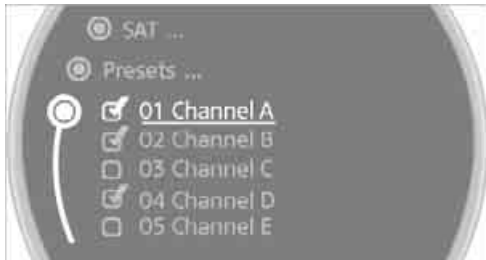 SAT ...
Presets ...
01 Channel A
02 Channel B
03 Channel C
04 Channel D
05 Channel E